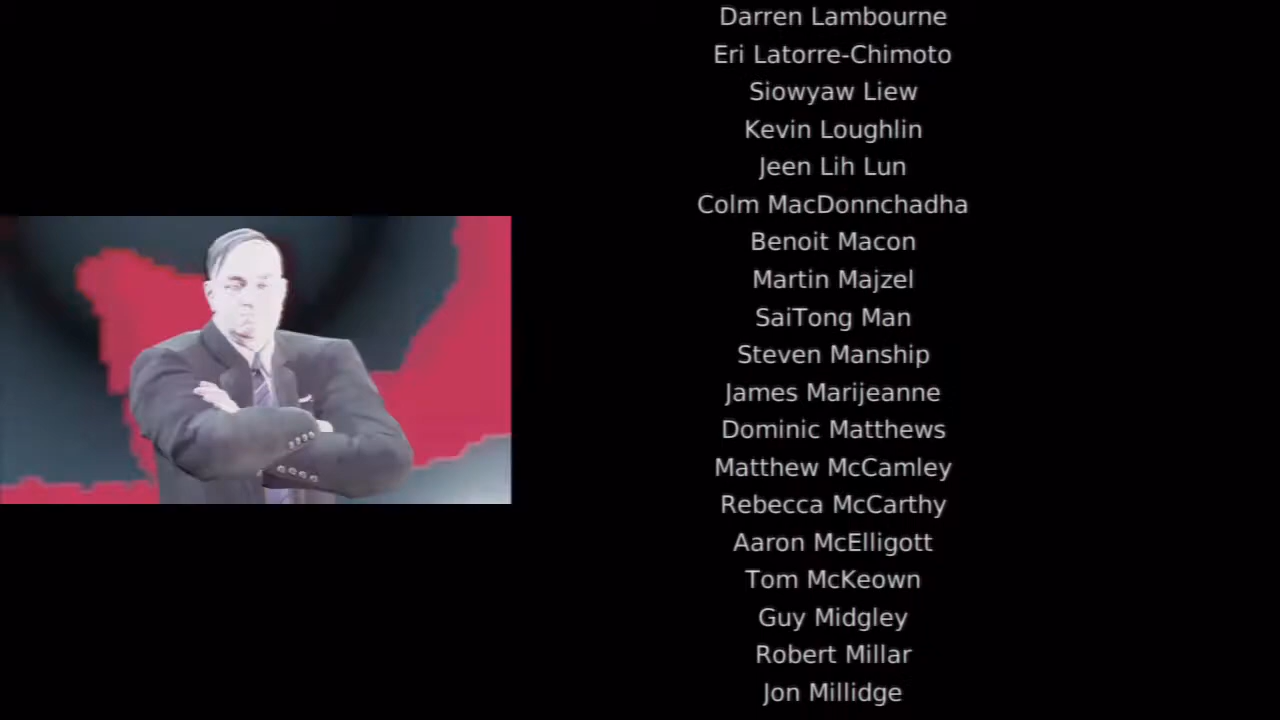 Darren Lambourne
Eri Latorre-Chimoto
Siowyaw Liew
Kevin Loughlin
Jeen Lih Lun
Colm MacDonnchadha
Benoit Macon
Martin Majzel
SaiTong Man
Steven Manship
James Marijeanne
Dominic Matthews
Matthew McCamley
Rebecca McCarthy
Aaron McElligott
Tom McKeown
Guy Midgley
Robert Millar
Jon Millidge